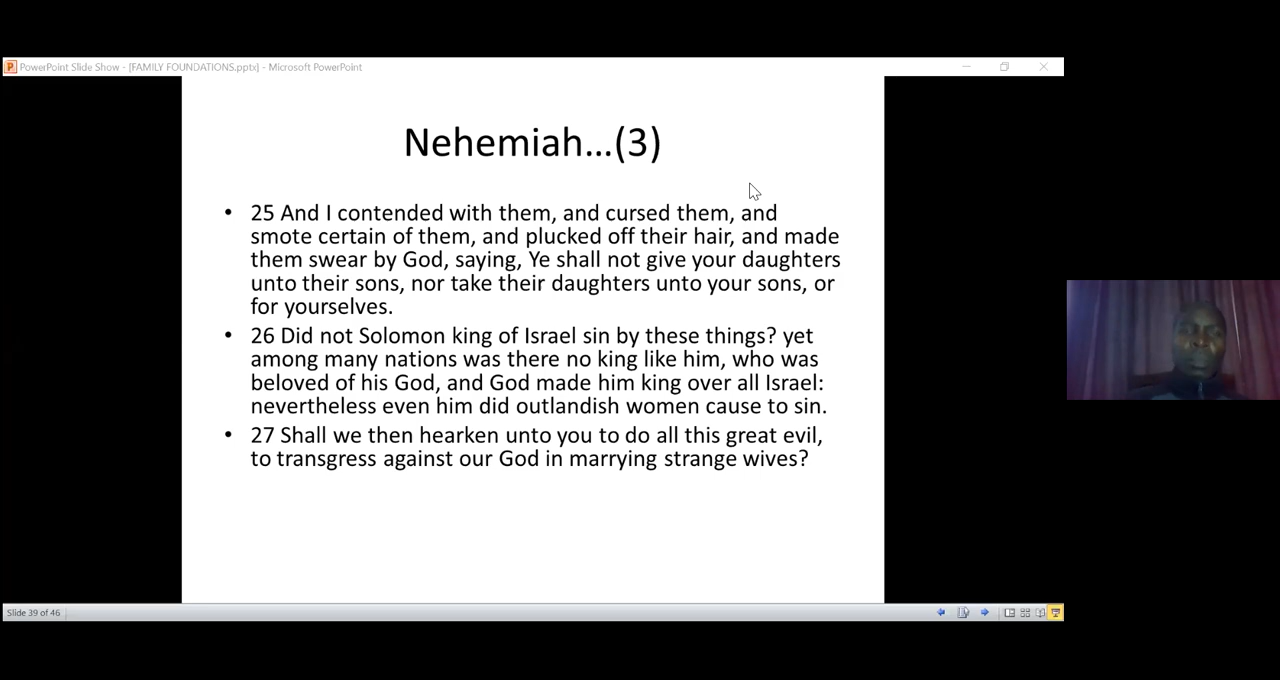 PowerPoint Slide Show - [FAMILY FOUNDATIONS.pptx] - Microsoft PowerPoint
Nehemiah...(3)
• 25 And I contended with them, and cursed them, and
smote certain of them, and plucked off their hair, and made
them swear by God, saying, Ye shall not give your daughters
unto their sons, nor take their daughters unto your sons, or
for yourselves.
• 26 Did not Solomon king of Israel sin by these things? yet
among many nations was there no king like him, who was
beloved of his God, and God made him king over all Israel:
nevertheless even him did outlandish women cause to sin.
• 27 Shall we then hearken unto you to do all this great evil,
to transgress against our God in marrying strange wives?
Slide 39 of 46